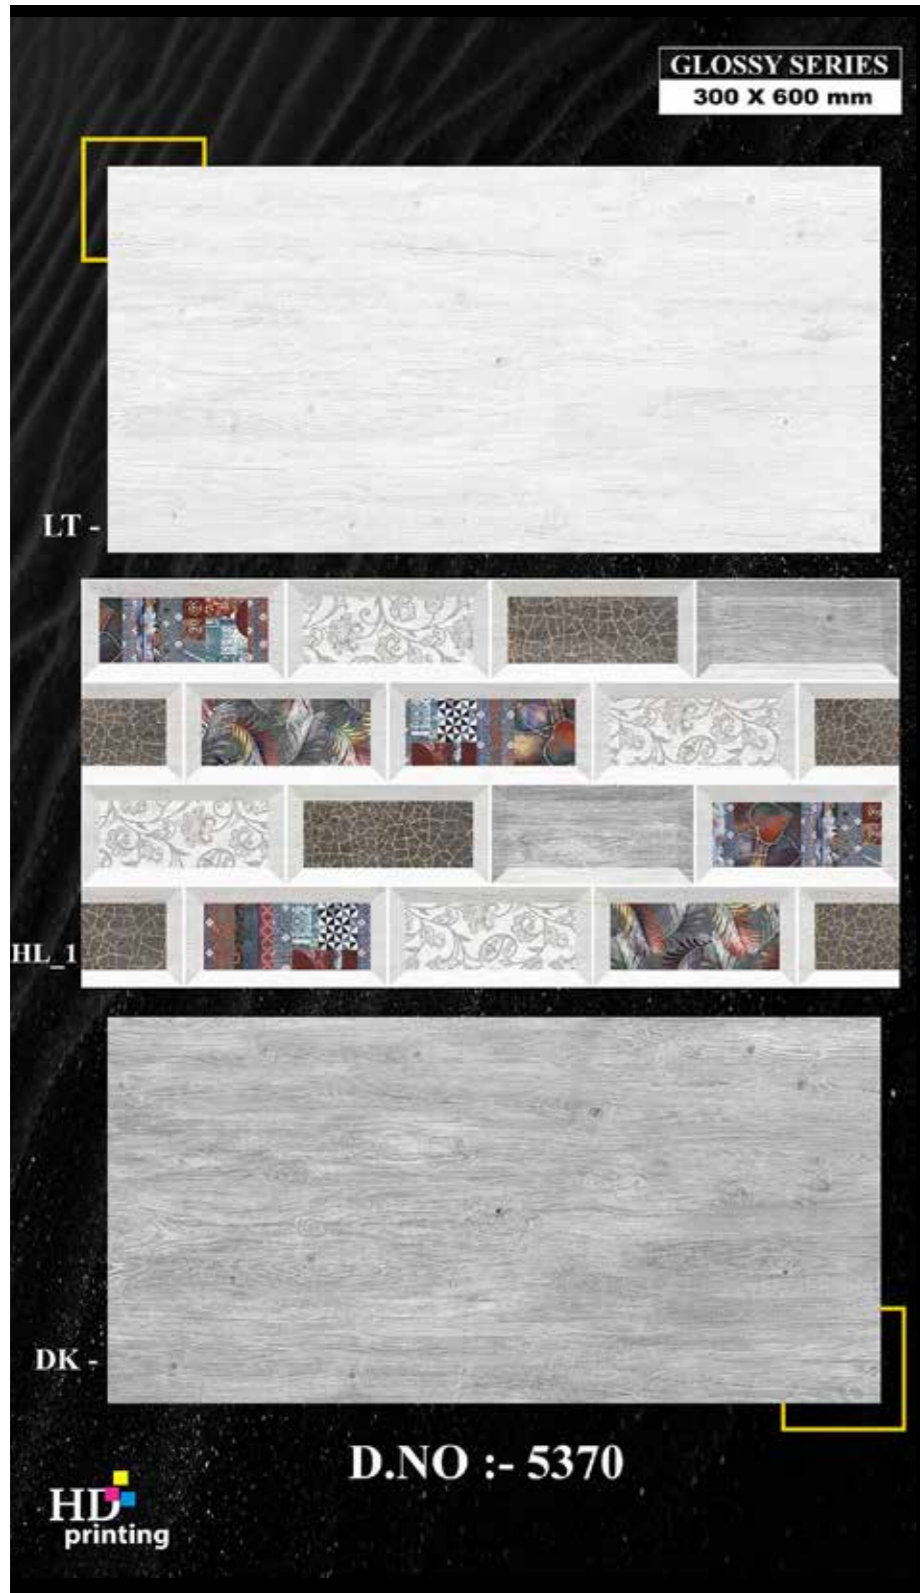 GLOSSY SERIES
300 X 600 mm
LT -
HL_1
DK -
D.NO :- 5370
HD
printing